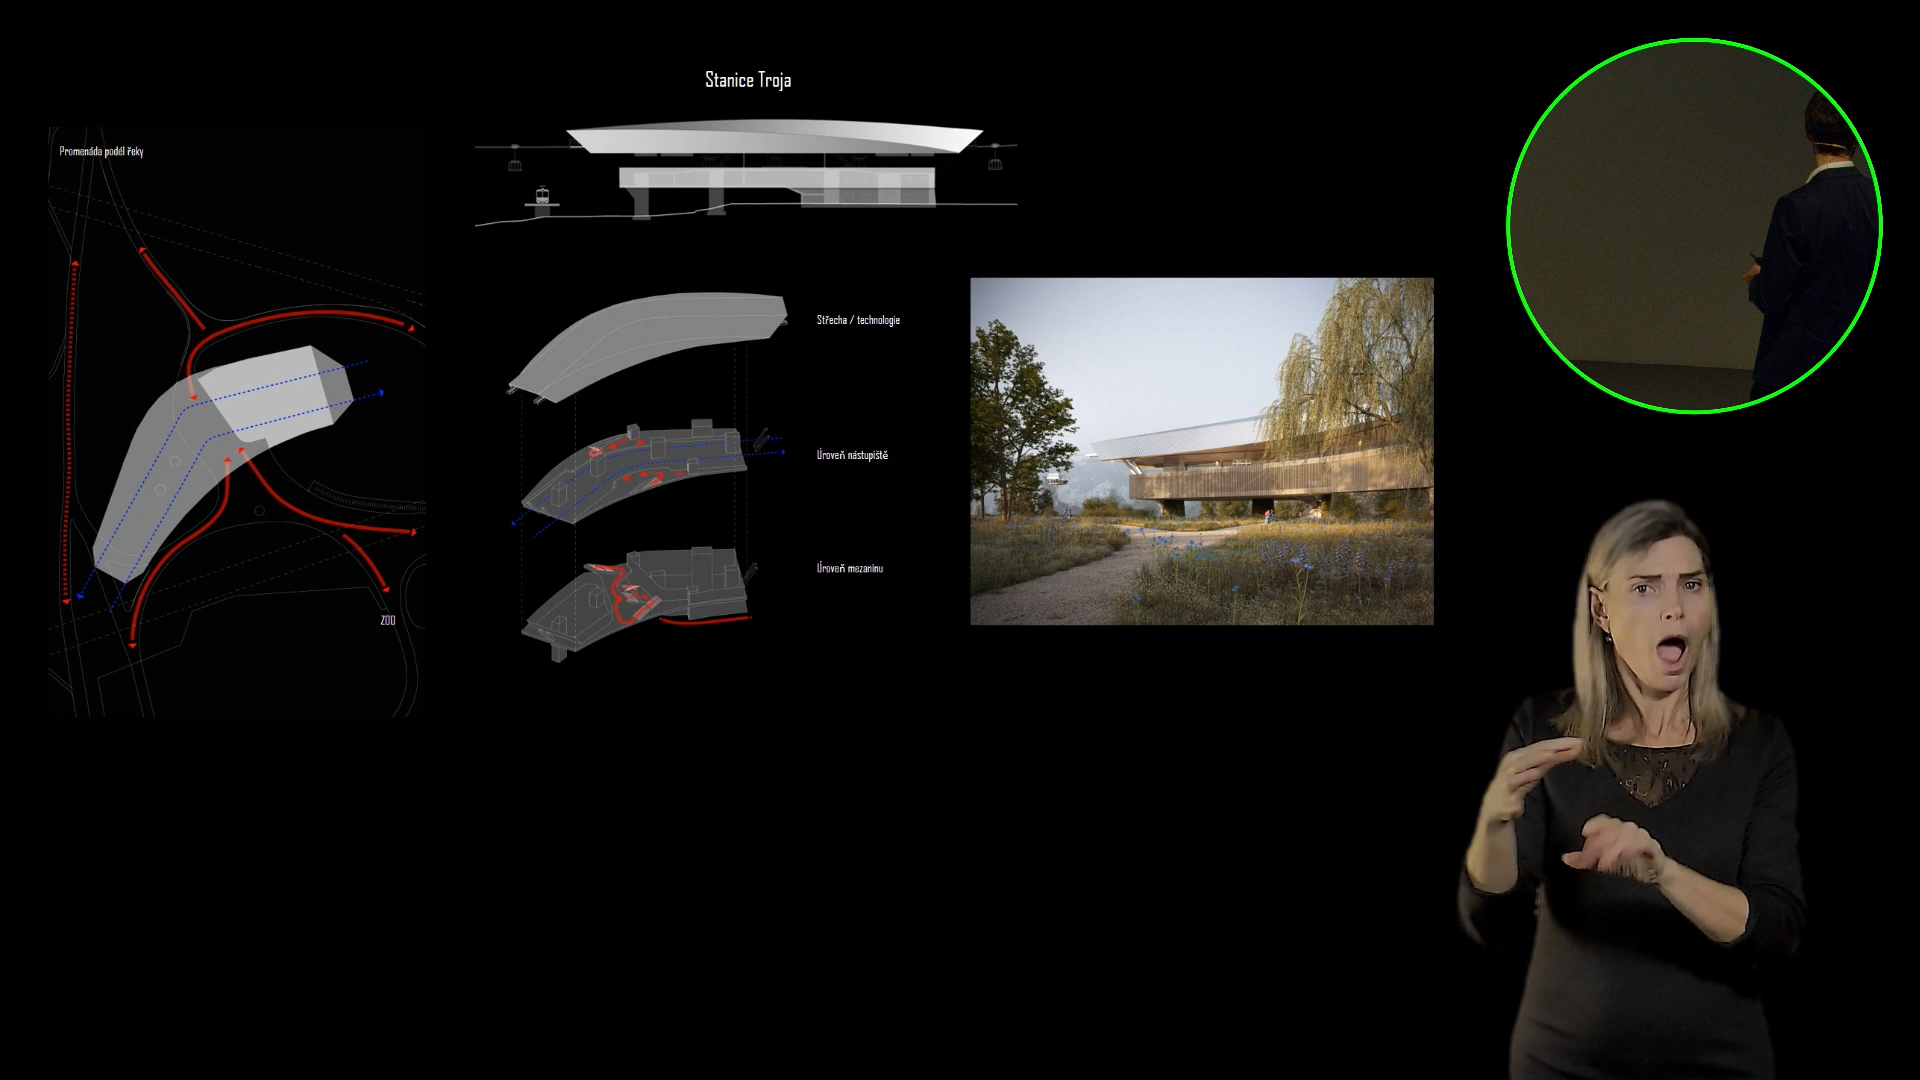 Stanice Troja
Promenáda podél řeky
Střecha / technologie
Úroveň nástupiště
Úroveň mezaninu
ZOO